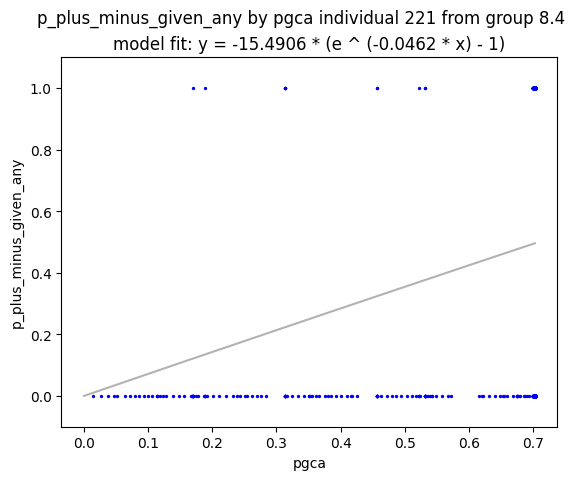 p_plus_minus_given_any by pgca individual 221 from group 8.4
model fit: y = -15.4906 * (e ^ (-0.0462 * x) - 1)
1.0
0.8
0.6
0.4
0.2
0.0
p_plus_minus_given_any
0.0 0.1 0.2 0.3 0.4 0.5 0.6 0.7
pgca